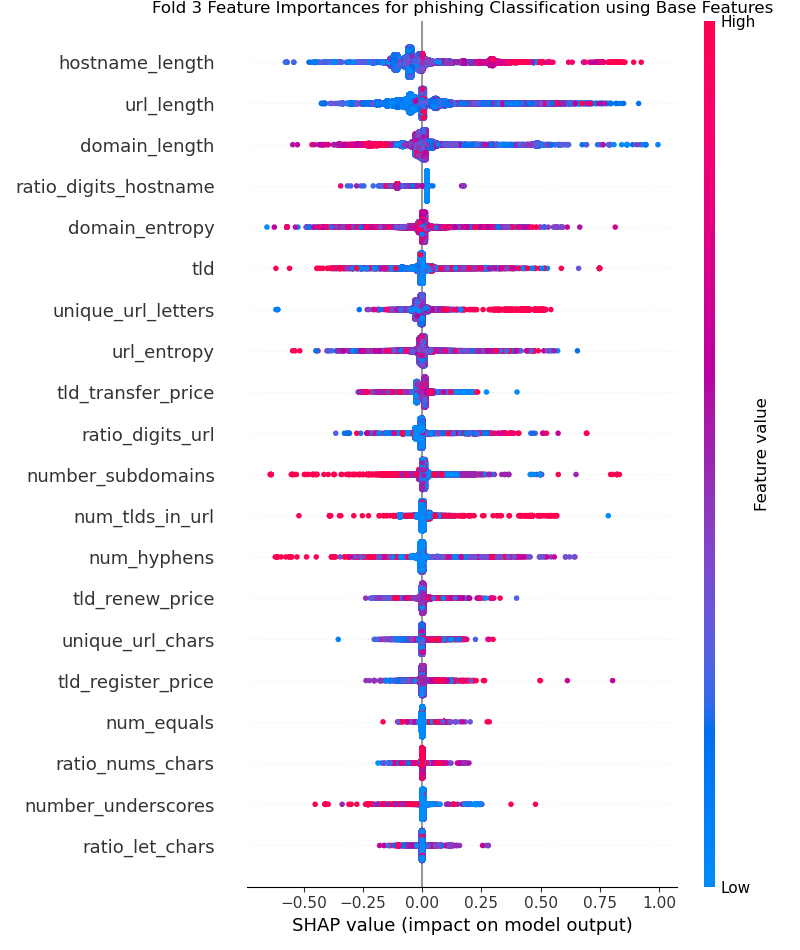 Fold 3 Feature Importances for phishing Classification using Base Features
High
hostname_length
url_length
domain_length
ratio_digits_hostname
domain_entropy
tld
unique_url_letters
url_entropy
tld_transfer_price
ratio_digits_url
number_subdomains
num_tlds_in_url
num_hyphens
tld_renew_price
unique_url_chars
tld_register_price
num_equals
ratio_nums_chars
number_underscores
ratio_let_chars
Feature value
Low
−0.50 −0.25 0.00 0.25 0.50 0.75 1.00
SHAP value (impact on model output)